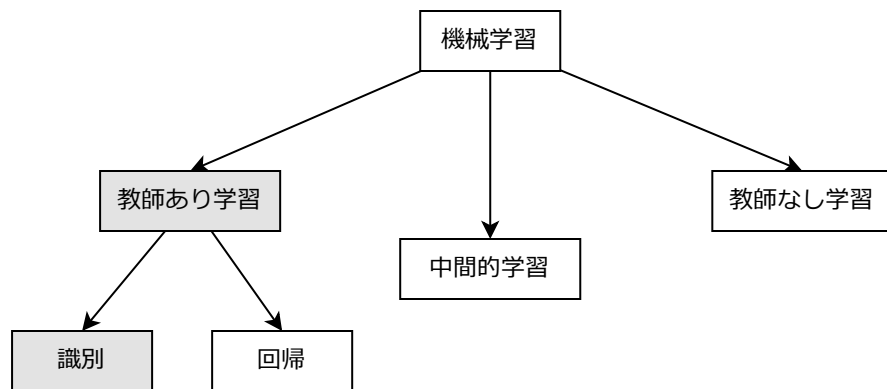 機械学習
教師あり学習
教師なし学習
中間的学習
識別
回帰